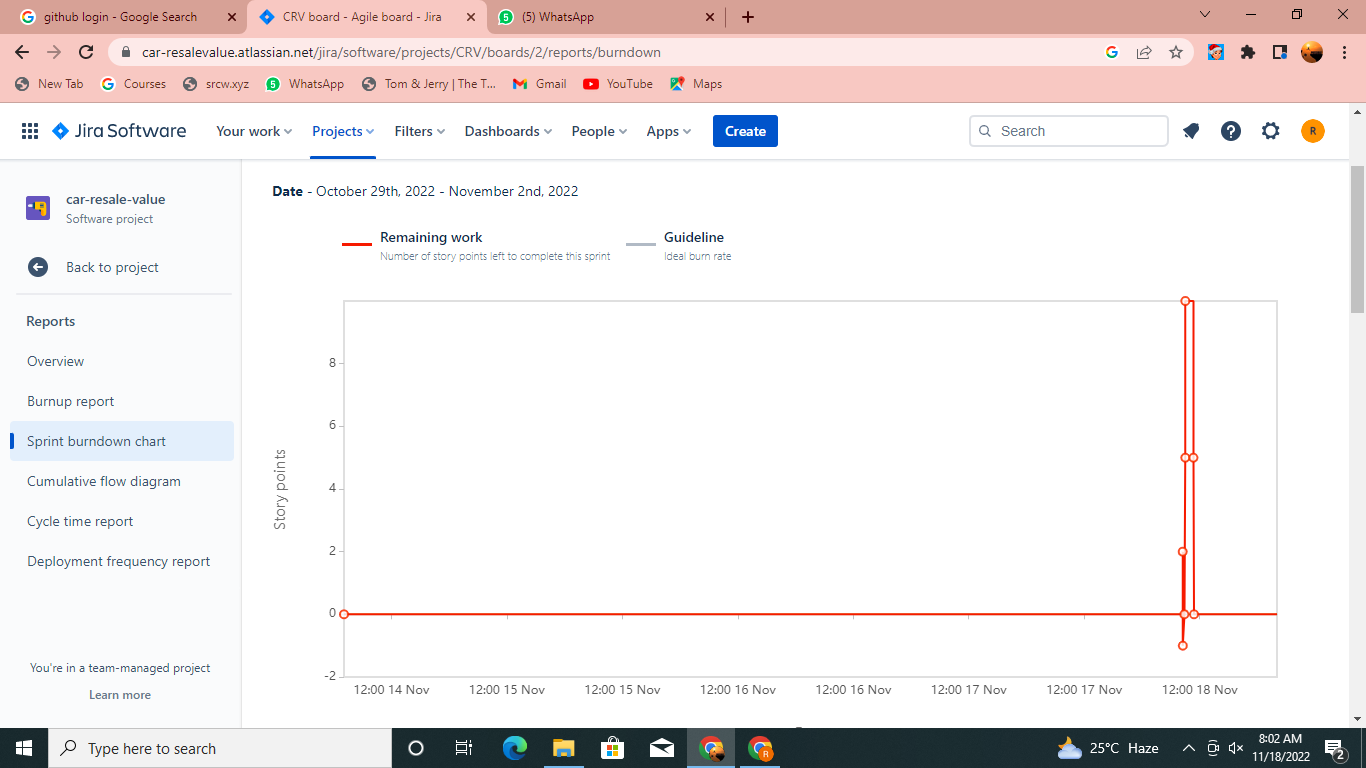 github login - Google Search
CRV board - Agile board - Jira
(5) WhatsApp
car-resalevalue.atlassian.net/jira/software/projects/CRV/boards/2/reports/burndown
New Tab
Courses
srcw.xyz
5
WhatsApp
Tom & Jerry | The T...
Gmail
YouTube
Maps
Jira Software
Your work
Projects
Filters
Dashboards
People
Apps
Create
Search
R
car-resale-value
Software project
Back to project
Reports
Overview
Burnup report
Sprint burndown chart
Cumulative flow diagram
Cycle time report
Deployment frequency report
You're in a team-managed project
Learn more
Date - October 29th, 2022 - November 2nd, 2022
Remaining work
Number of story points left to complete this sprint
Guideline
Ideal burn rate
Story points
8
6
4
2
0
-2
12:00 14 Nov
12:00 15 Nov
12:00 15 Nov
12:00 16 Nov
12:00 16 Nov
12:00 17 Nov
12:00 17 Nov
12:00 18 Nov
Type here to search
R
25°C Haze
8:02 AM
11/18/2022
2